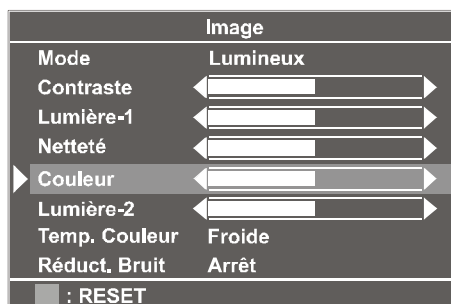 Image
Mode Lumineux
Contraste
Lumière-1
Netteté
Couleur
Lumière-2
Temp. Couleur Froide
Réduct. Bruit Arrêt
: RESET